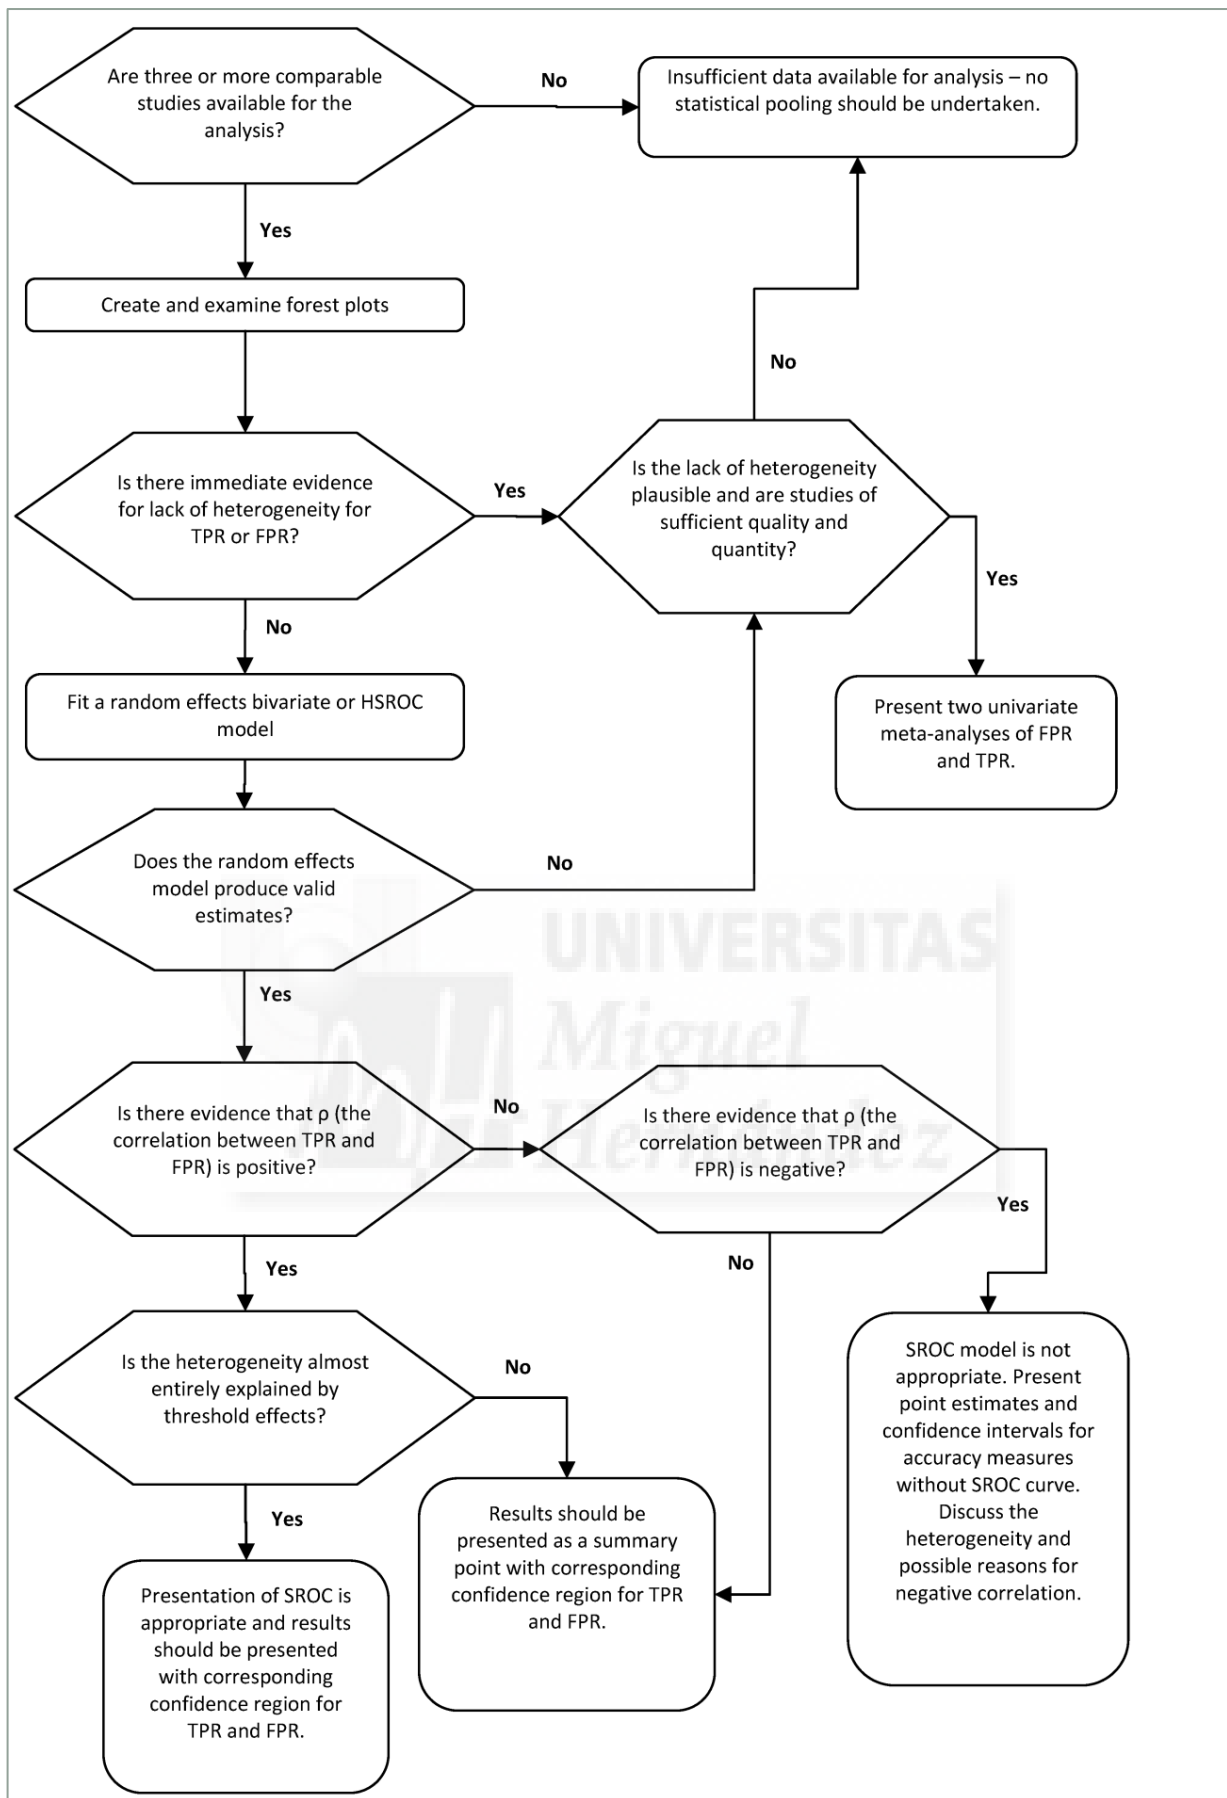 Are three or more comparable
studies available for the
analysis?
No
Insufficient data available for analysis – no
statistical pooling should be undertaken.
Yes
Create and examine forest plots
No
Is there immediate evidence
for lack of heterogeneity for
TPR or FPR?
Yes
Is the lack of heterogeneity
plausible and are studies of
sufficient quality and
quantity?
Yes
No
Fit a random effects bivariate or HSROC
model
Present two univariate
meta-analyses of FPR
and TPR.
Does the random effects
model produce valid
estimates?
No
UNIVERSITAS
Miguel
Hernández
Yes
Is there evidence that ρ (the
correlation between TPR and
FPR) is positive?
No
Is there evidence that ρ (the
correlation between TPR and
FPR) is negative?
Yes
No
Yes
Is the heterogeneity almost
entirely explained by
threshold effects?
No
SROC model is not
appropriate. Present
point estimates and
confidence intervals for
accuracy measures
without SROC curve.
Discuss the
heterogeneity and
possible reasons for
negative correlation.
Yes
Results should be
presented as a summary
point with corresponding
confidence region for TPR
and FPR.
Presentation of SROC is
appropriate and results
should be presented
with corresponding
confidence region for
TPR and FPR.